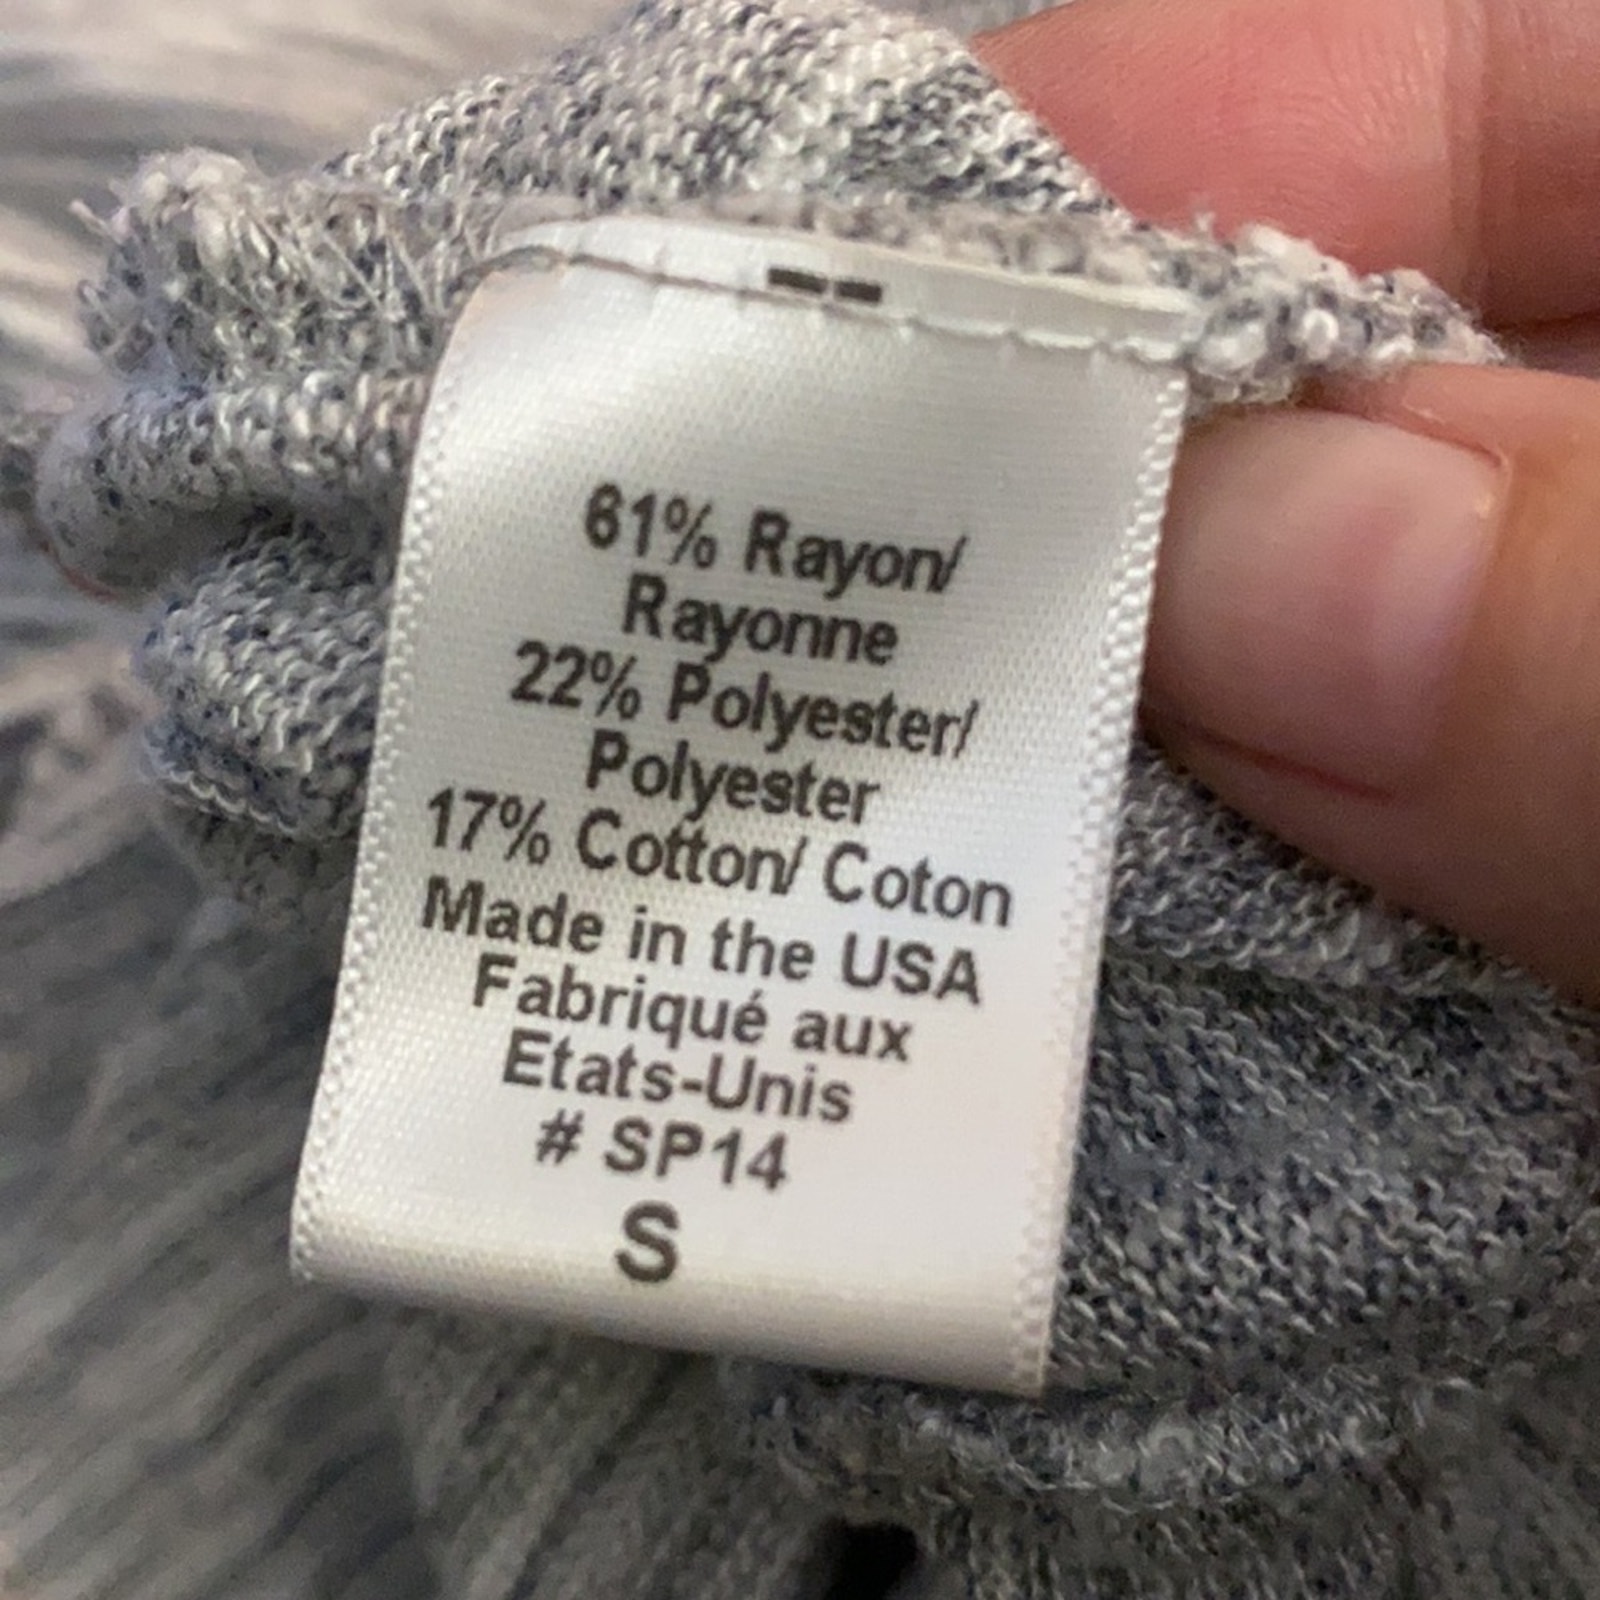 61% Rayon/
Rayonne
22% Polyester/
Polyester
17% Cotton/ Coton
Made in the USA
Fabriqué aux
Etats-Unis
# SP14
S